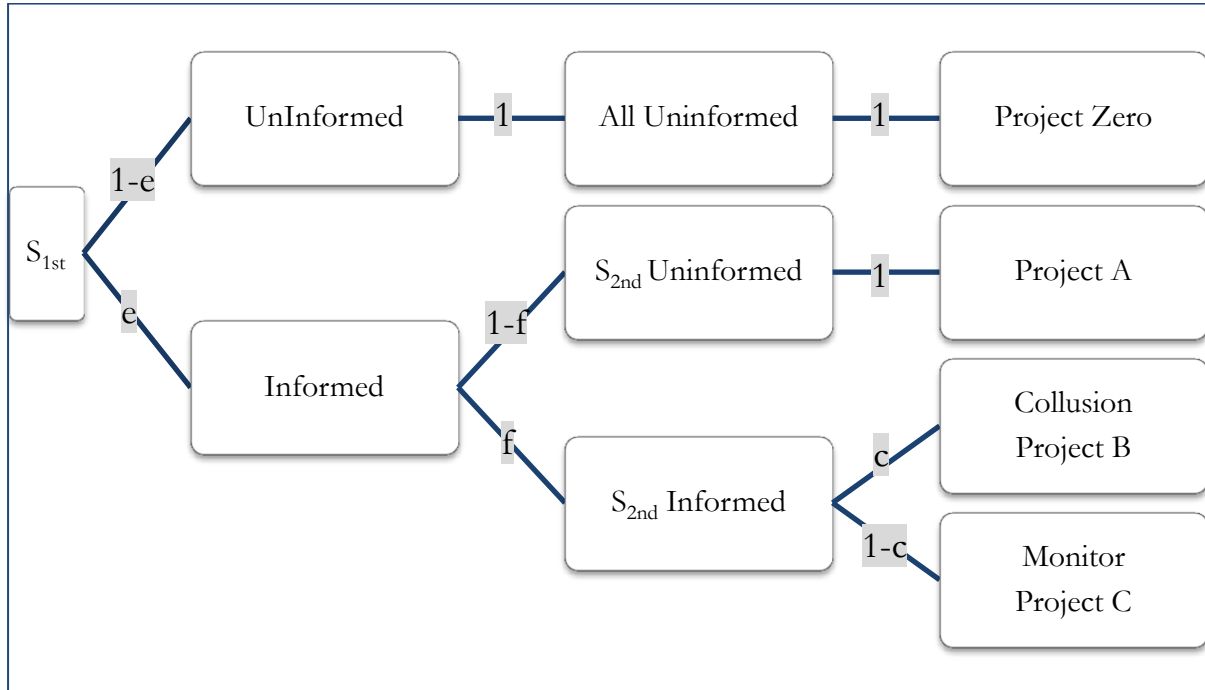 UnInformed
1
All Uninformed
1
Project Zero
1-e
S1st
S2nd Uninformed
1
Project A
e
1-f
Informed
f
S2nd Informed
c
Collusion
Project B
1-c
Monitor
Project C